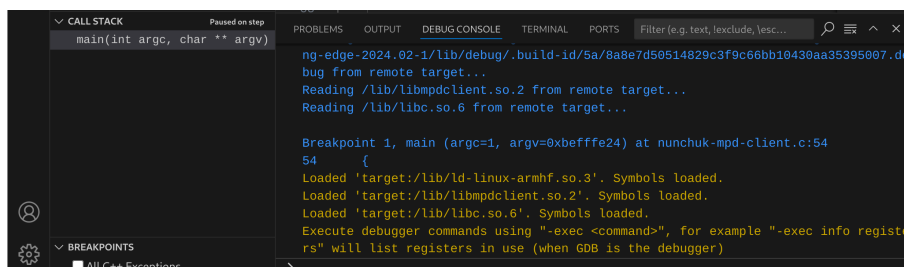 CALL STACK
Paused on step
main(int argc, char ** argv)
BREAKPOINTS
All C++ Exceptions
PROBLEMS OUTPUT DEBUG CONSOLE TERMINAL PORTS Filter (e.g. text, !exclude, \esc...
ng-edge-2024.02-1/lib/debug/.build-id/5a/8a8e7d50514829c3f9c66bb10430aa35395007.de
bug from remote target...
Reading /lib/libmpdclient.so.2 from remote target...
Reading /lib/libc.so.6 from remote target...
Breakpoint 1, main (argc=1, argv=0xbefffe24) at nunchuk-mpd-client.c:54
54 {
Loaded 'target:/lib/ld-linux-armhf.so.3'. Symbols loaded.
Loaded 'target:/lib/libmpdclient.so.2'. Symbols loaded.
Loaded 'target:/lib/libc.so.6'. Symbols loaded.
Execute debugger commands using "-exec <command>", for example "-exec info registe
rs" will list registers in use (when GDB is the debugger)